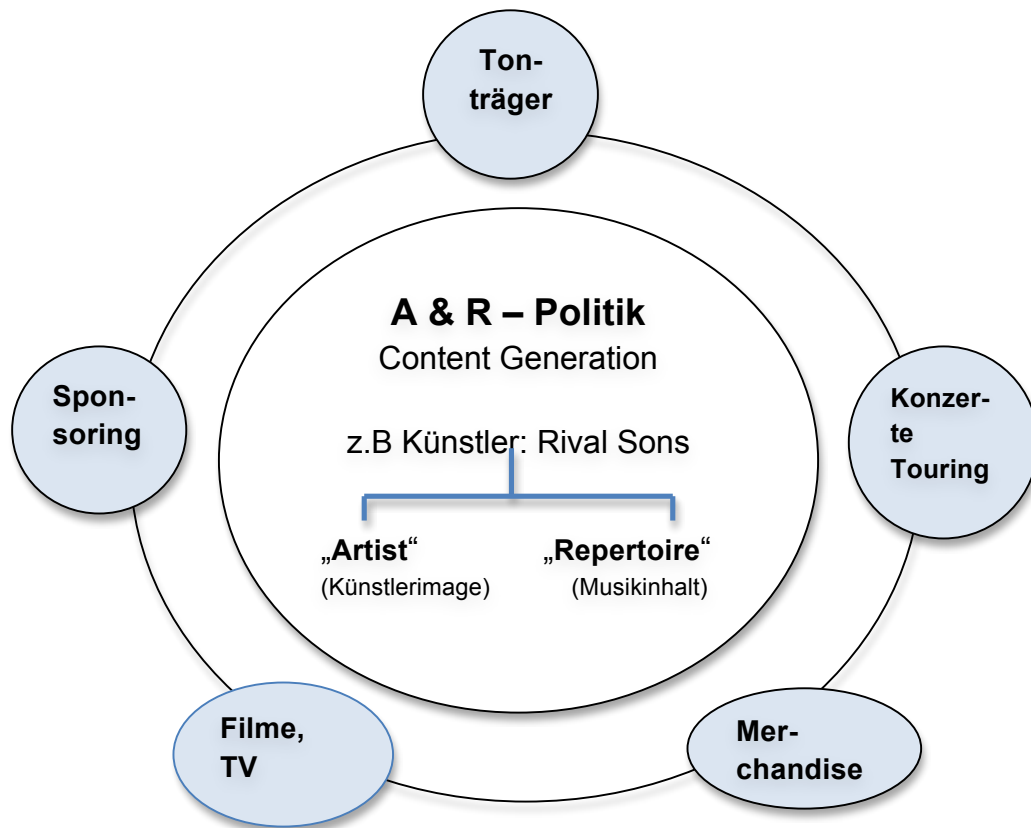 Ton-
träger
A & R – Politik
Content Generation
Spon-
soring
Konzer-
te
Touring
z.B Künstler: Rival Sons
„Artist“
„Repertoire“
(Künstlerimage)
(Musikinhalt)
Filme,
TV
Mer-
chandise